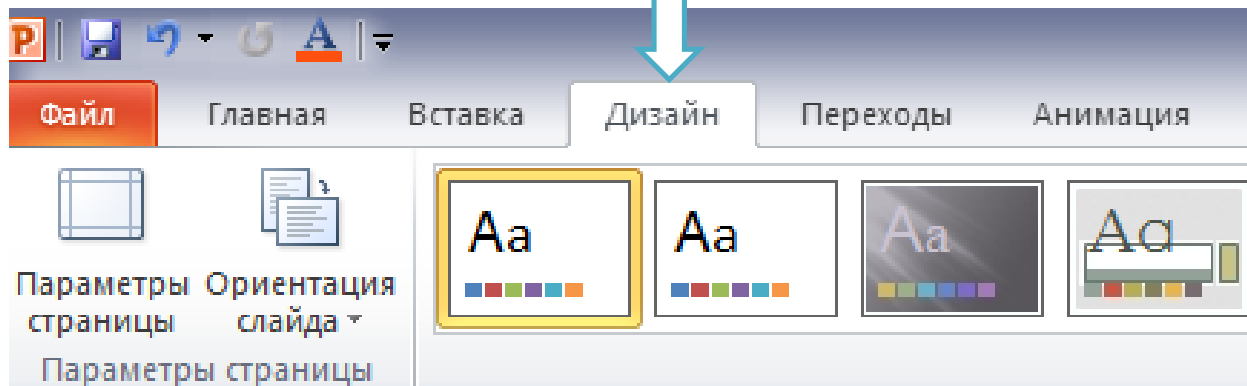 P A
Файл Главная Вставка Дизайн Переходы Анимация
Aa Aa Aa Aa
Параметры страницы
Ориентация слайда
Параметры страницы